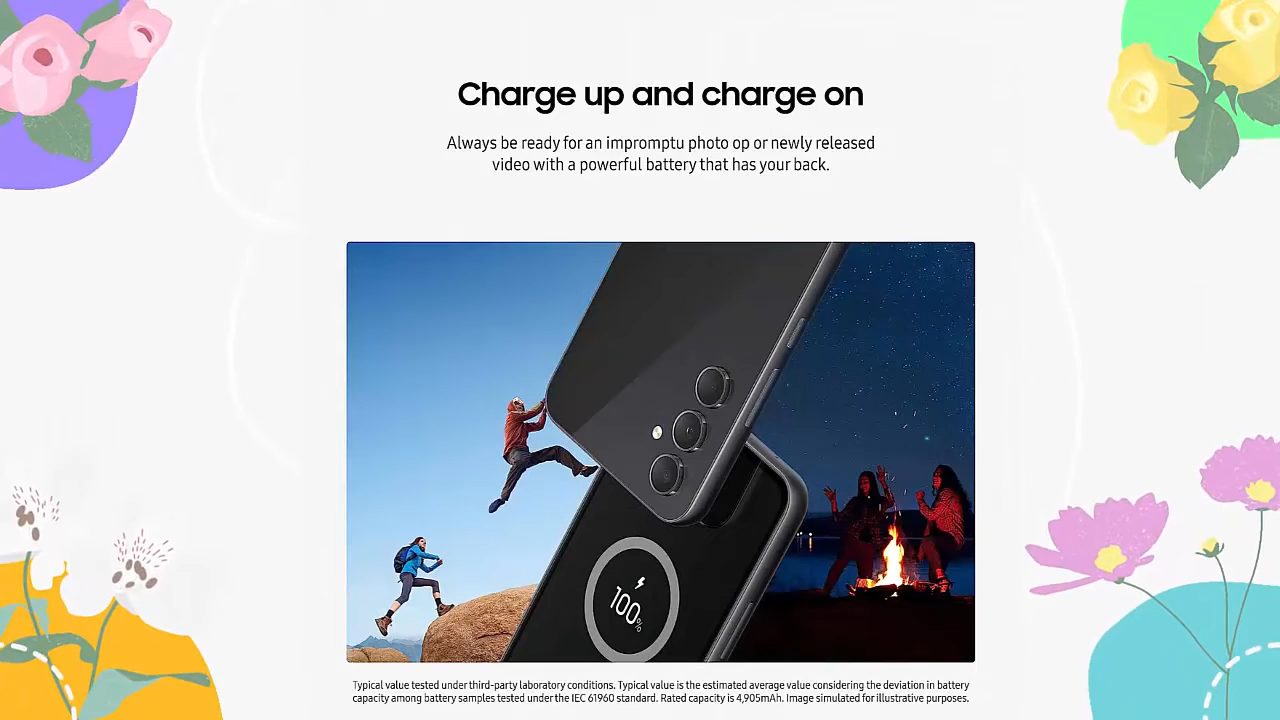 Charge up and charge on
Always be ready for an impromptu photo op or newly released
video with a powerful battery that has your back.
100%
Typical value tested under third-party laboratory conditions. Typical value is the estimated average value considering the deviation in battery
capacity among battery samples tested under the IEC 61960 standard. Rated capacity is 4,905mAh. Image simulated for illustrative purposes.